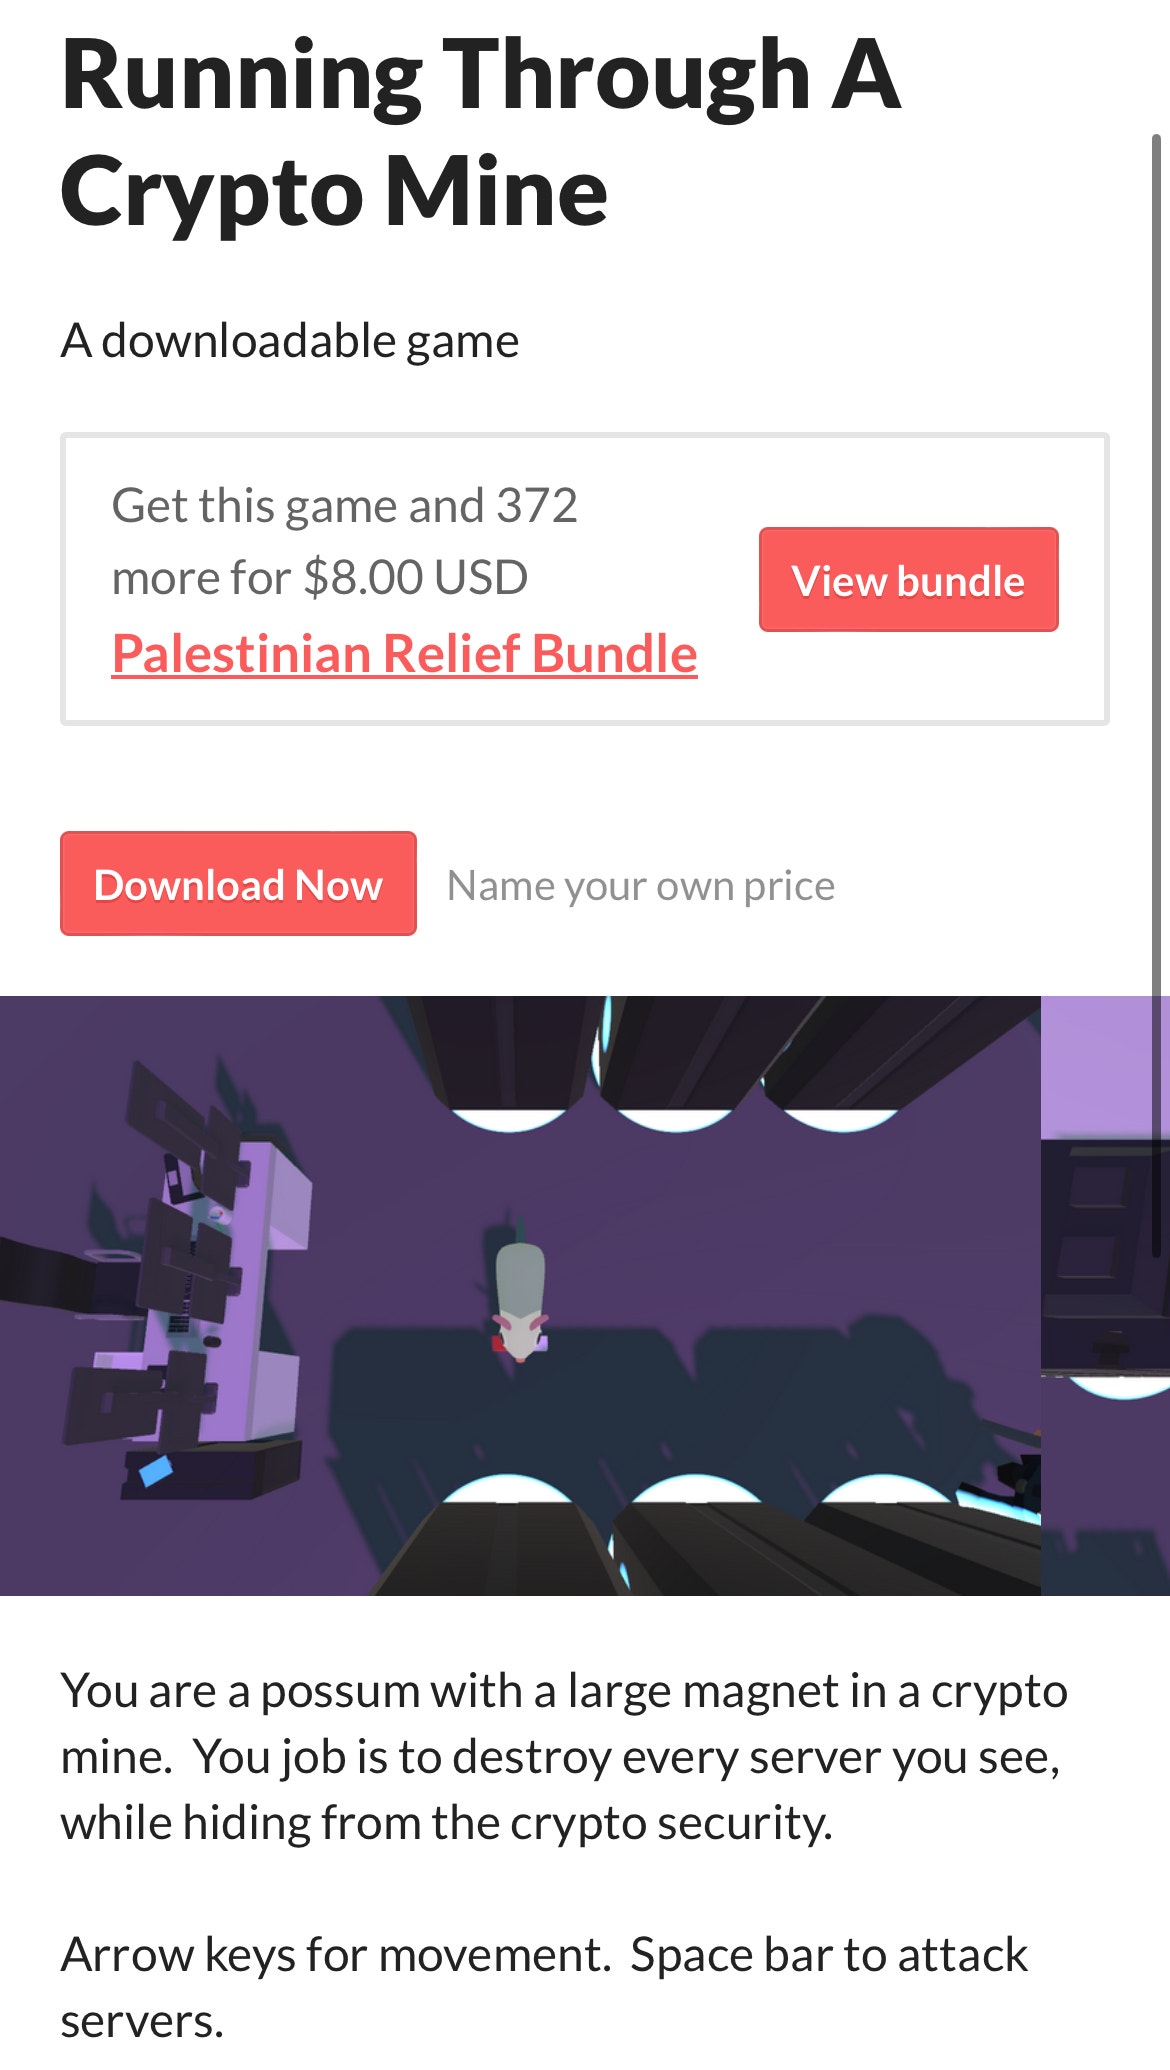 Running Through A
Crypto Mine
A downloadable game
Get this game and 372
more for $8.00 USD
Palestinian Relief Bundle
View bundle
Download Now
Name your own price
You are a possum with a large magnet in a crypto
mine.  You job is to destroy every server you see,
while hiding from the crypto security.
Arrow keys for movement.  Space bar to attack
servers.